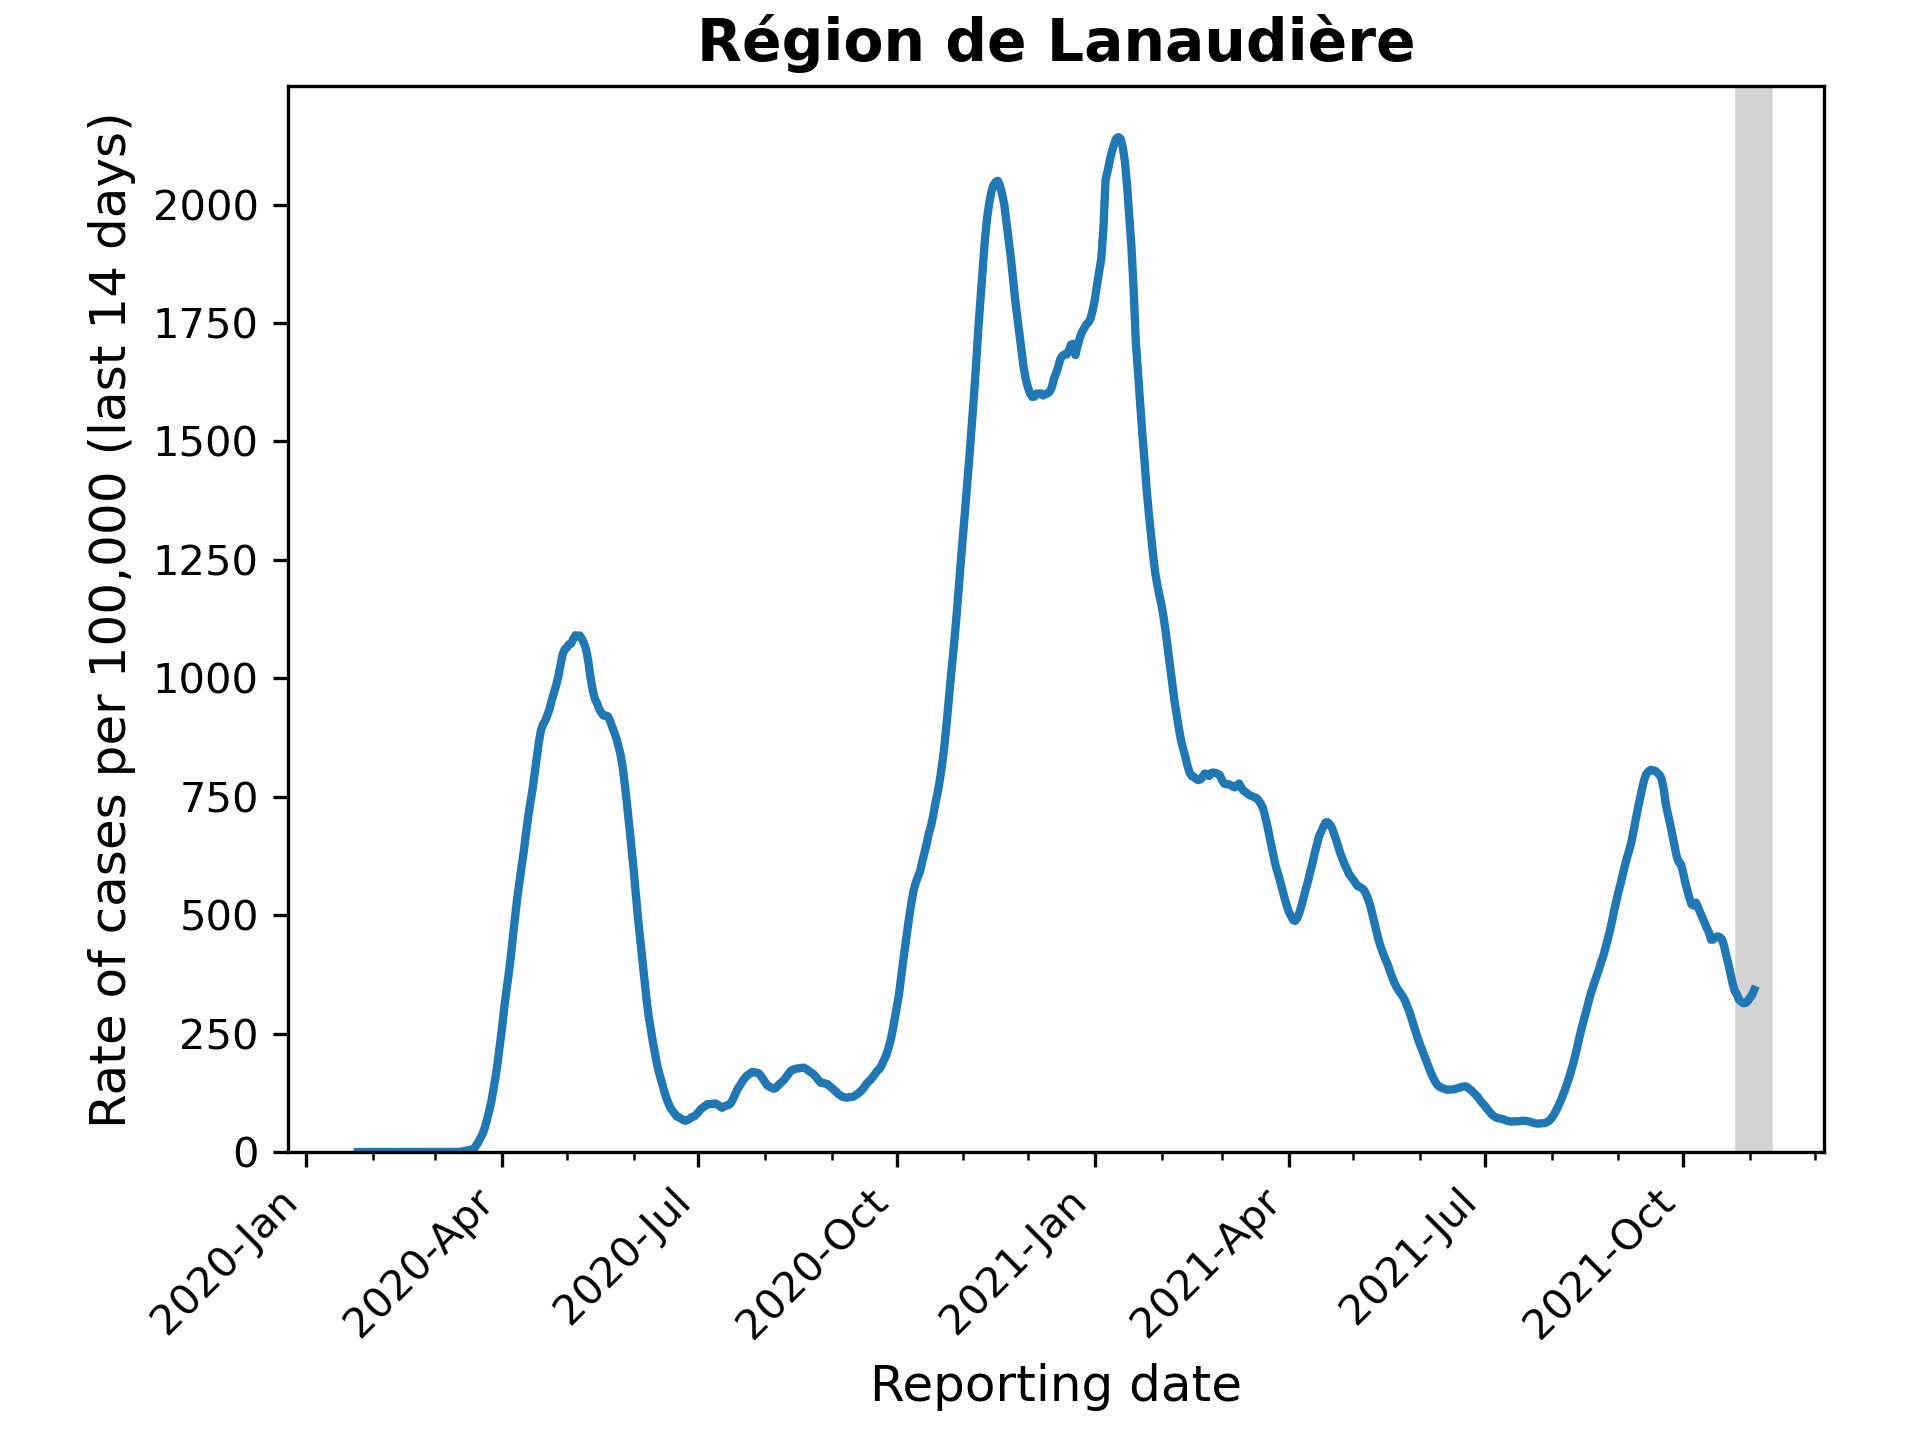 Région de Lanaudière
Rate of cases per 100,000 (last 14 days)
2000
1750
1500
1250
1000
750
500
250
0
2020-Jan
2020-Apr
2020-Jul
2020-Oct
2021-Jan
2021-Apr
2021-Jul
2021-Oct
Reporting date